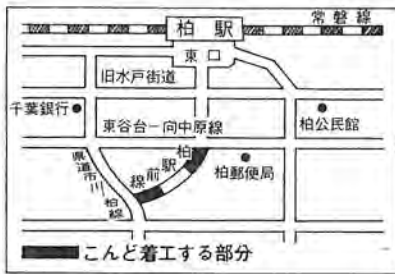 常磐線
柏駅
東口
旧水戸街道
千葉銀行
東谷台ー向中原線
柏公民館
県道市川柏線
柏駅前線
柏郵便局
こんど着工する部分